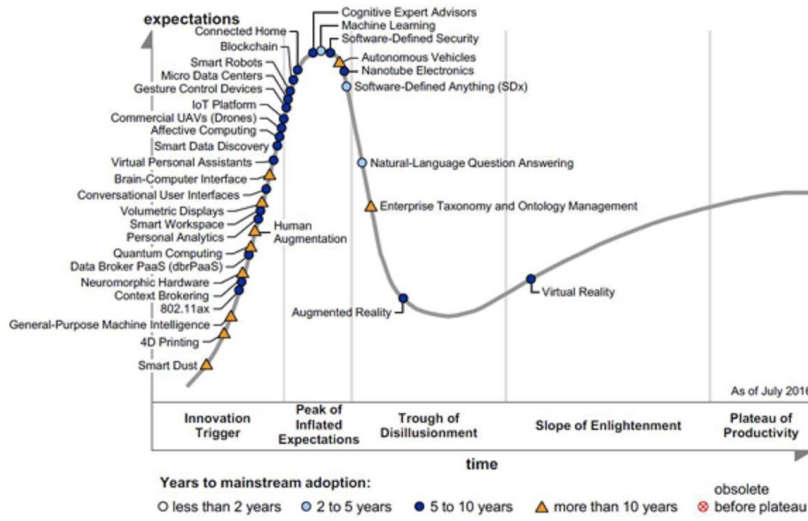 expectations
Connected Home
Blockchain
Smart Robots
Micro Data Centers
Gesture Control Devices
IoT Platform
Commercial UAVs (Drones)
Affective Computing
Smart Data Discovery
Virtual Personal Assistants
Brain-Computer Interface
Conversational User Interfaces
Volumetric Displays
Smart Workspace
Personal Analytics
Quantum Computing
Data Broker PaaS (dbrPaaS)
Neuromorphic Hardware
Context Brokering
802.11ax
General-Purpose Machine Intelligence
4D Printing
Smart Dust
Human
Augmentation
Cognitive Expert Advisors
Machine Learning
Software-Defined Security
Autonomous Vehicles
Nanotube Electronics
Software-Defined Anything (SDx)
Natural-Language Question Answering
Enterprise Taxonomy and Ontology Management
Augmented Reality
Virtual Reality
As of July 2016
Innovation
Trigger
Peak of
Inflated
Expectations
Trough of
Disillusionment
Slope of Enlightenment
Plateau of
Productivity
time
Years to mainstream adoption:
less than 2 years
2 to 5 years
5 to 10 years
more than 10 years
obsolete
before plateau